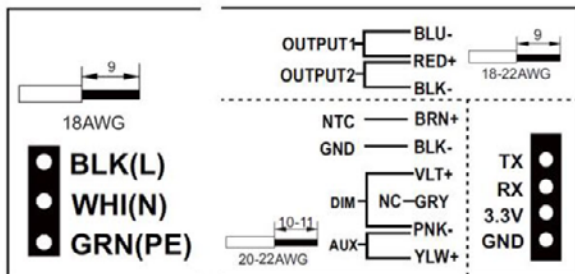 9
18AWG
BLK(L)
WHI(N)
GRN(PE)
OUTPUT1
BLU-
RED+
OUTPUT2
BLK-
9
18-22AWG
NTC
BRN+
GND
BLK-
VLT+
DIM
NC
GRY
PNK-
AUX
YLW+
10-11
20-22AWG
TX
RX
3.3V
GND